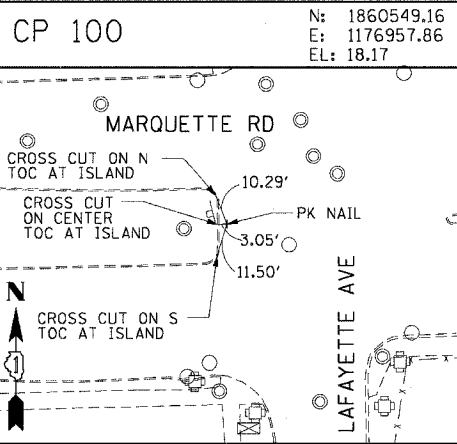 CP 100
N: 1860549.16
E: 1176957.86
EL: 18.17
MARQUETTE RD
CROSS CUT ON N
TOC AT ISLAND
10.29'
CROSS CUT
ON CENTER
TOC AT ISLAND
PK NAIL
3.05'
11.50'
N
CROSS CUT ON S
TOC AT ISLAND
1
LAFAYETTE AVE